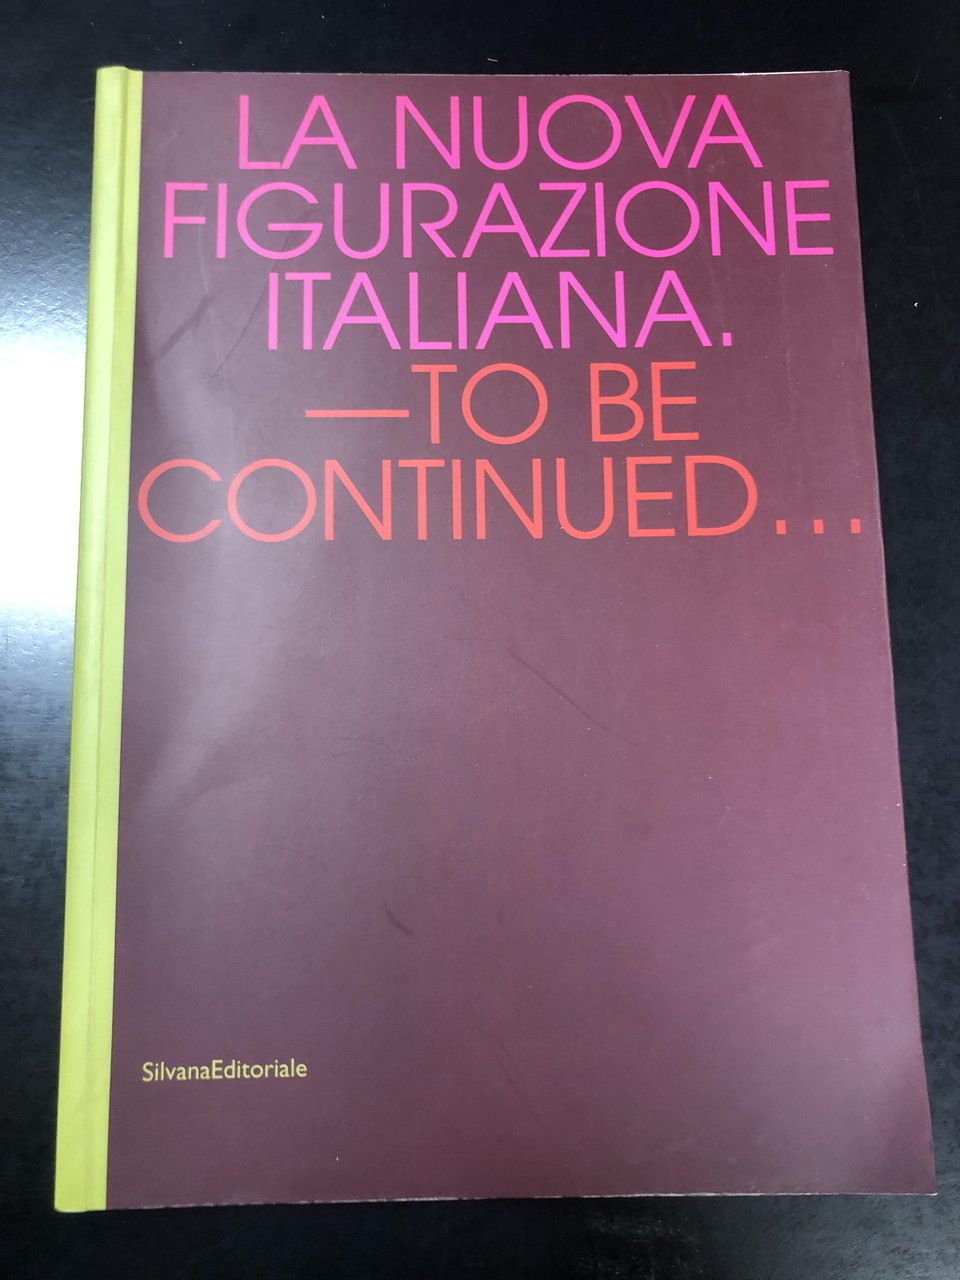 LA NUOVA
FIGURAZIONE
ITALIANA.
—TO BE
CONTINUED...
SilvanaEditoriale